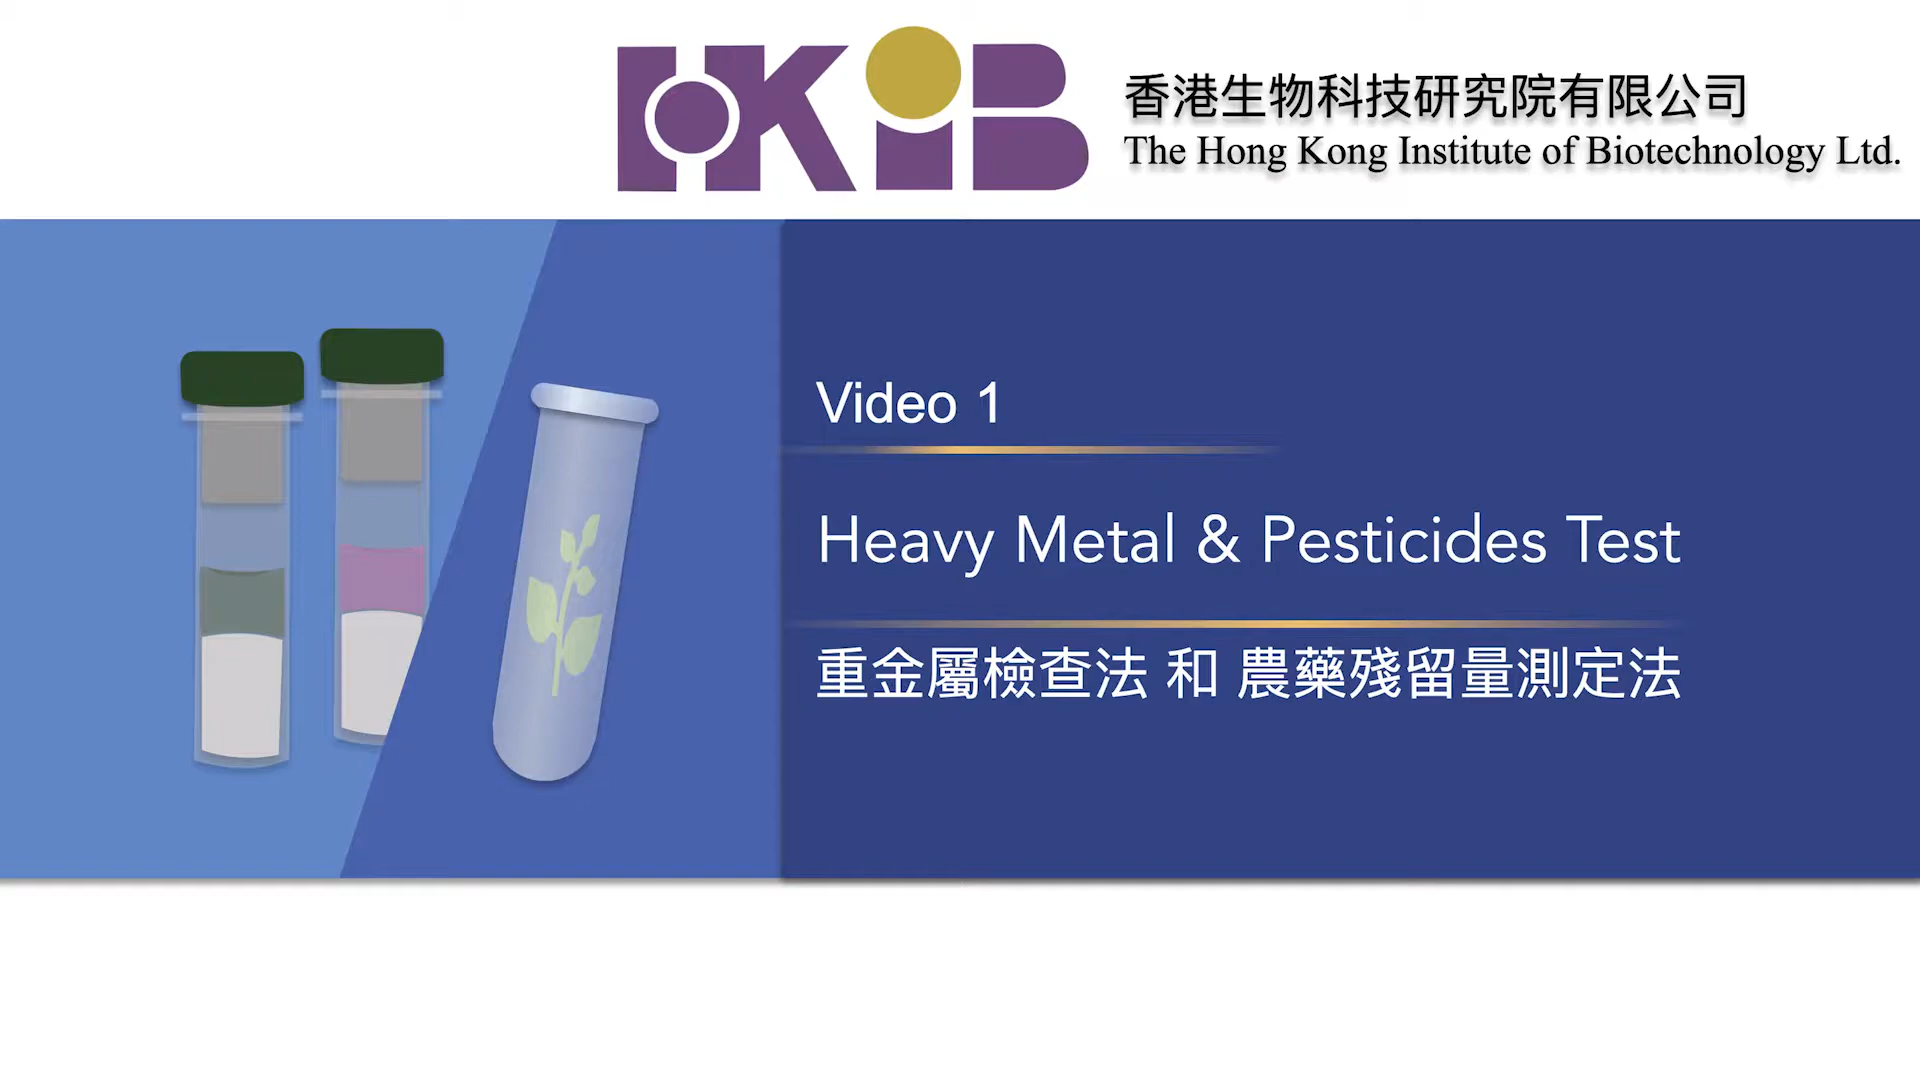 HKiB
香港生物科技研究院有限公司
The Hong Kong Institute of Biotechnology Ltd.
Video 1
Heavy Metal & Pesticides Test
重金屬檢查法 和 農藥殘留量測定法